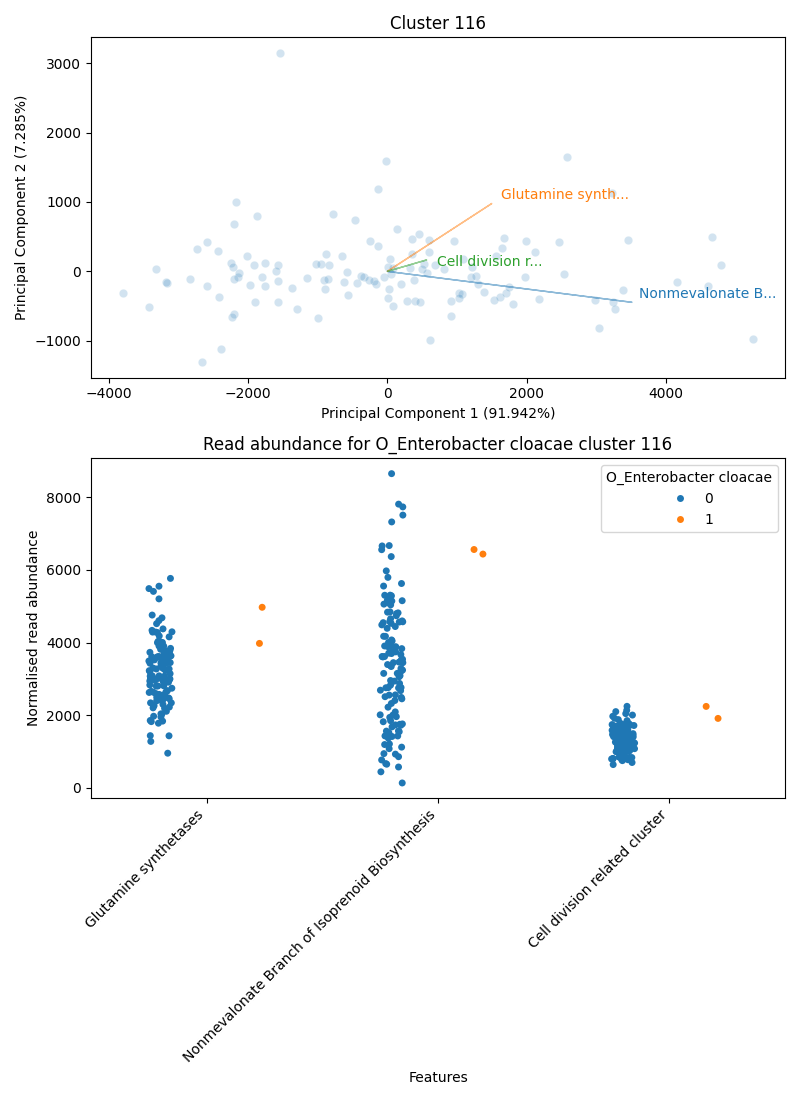 Cluster 116
3000
2000
1000
0
−1000
Principal Component 2 (7.285%)
Glutamine synth...
Cell division r...
Nonmevalonate B...
−4000 −2000 0 2000 4000
Principal Component 1 (91.942%)
Read abundance for O_Enterobacter cloacae cluster 116
8000
6000
4000
2000
0
Normalised read abundance
O_Enterobacter cloacae
0
1
Glutamine synthetases
Nonmevalonate Branch of Isoprenoid Biosynthesis
Cell division related cluster
Features